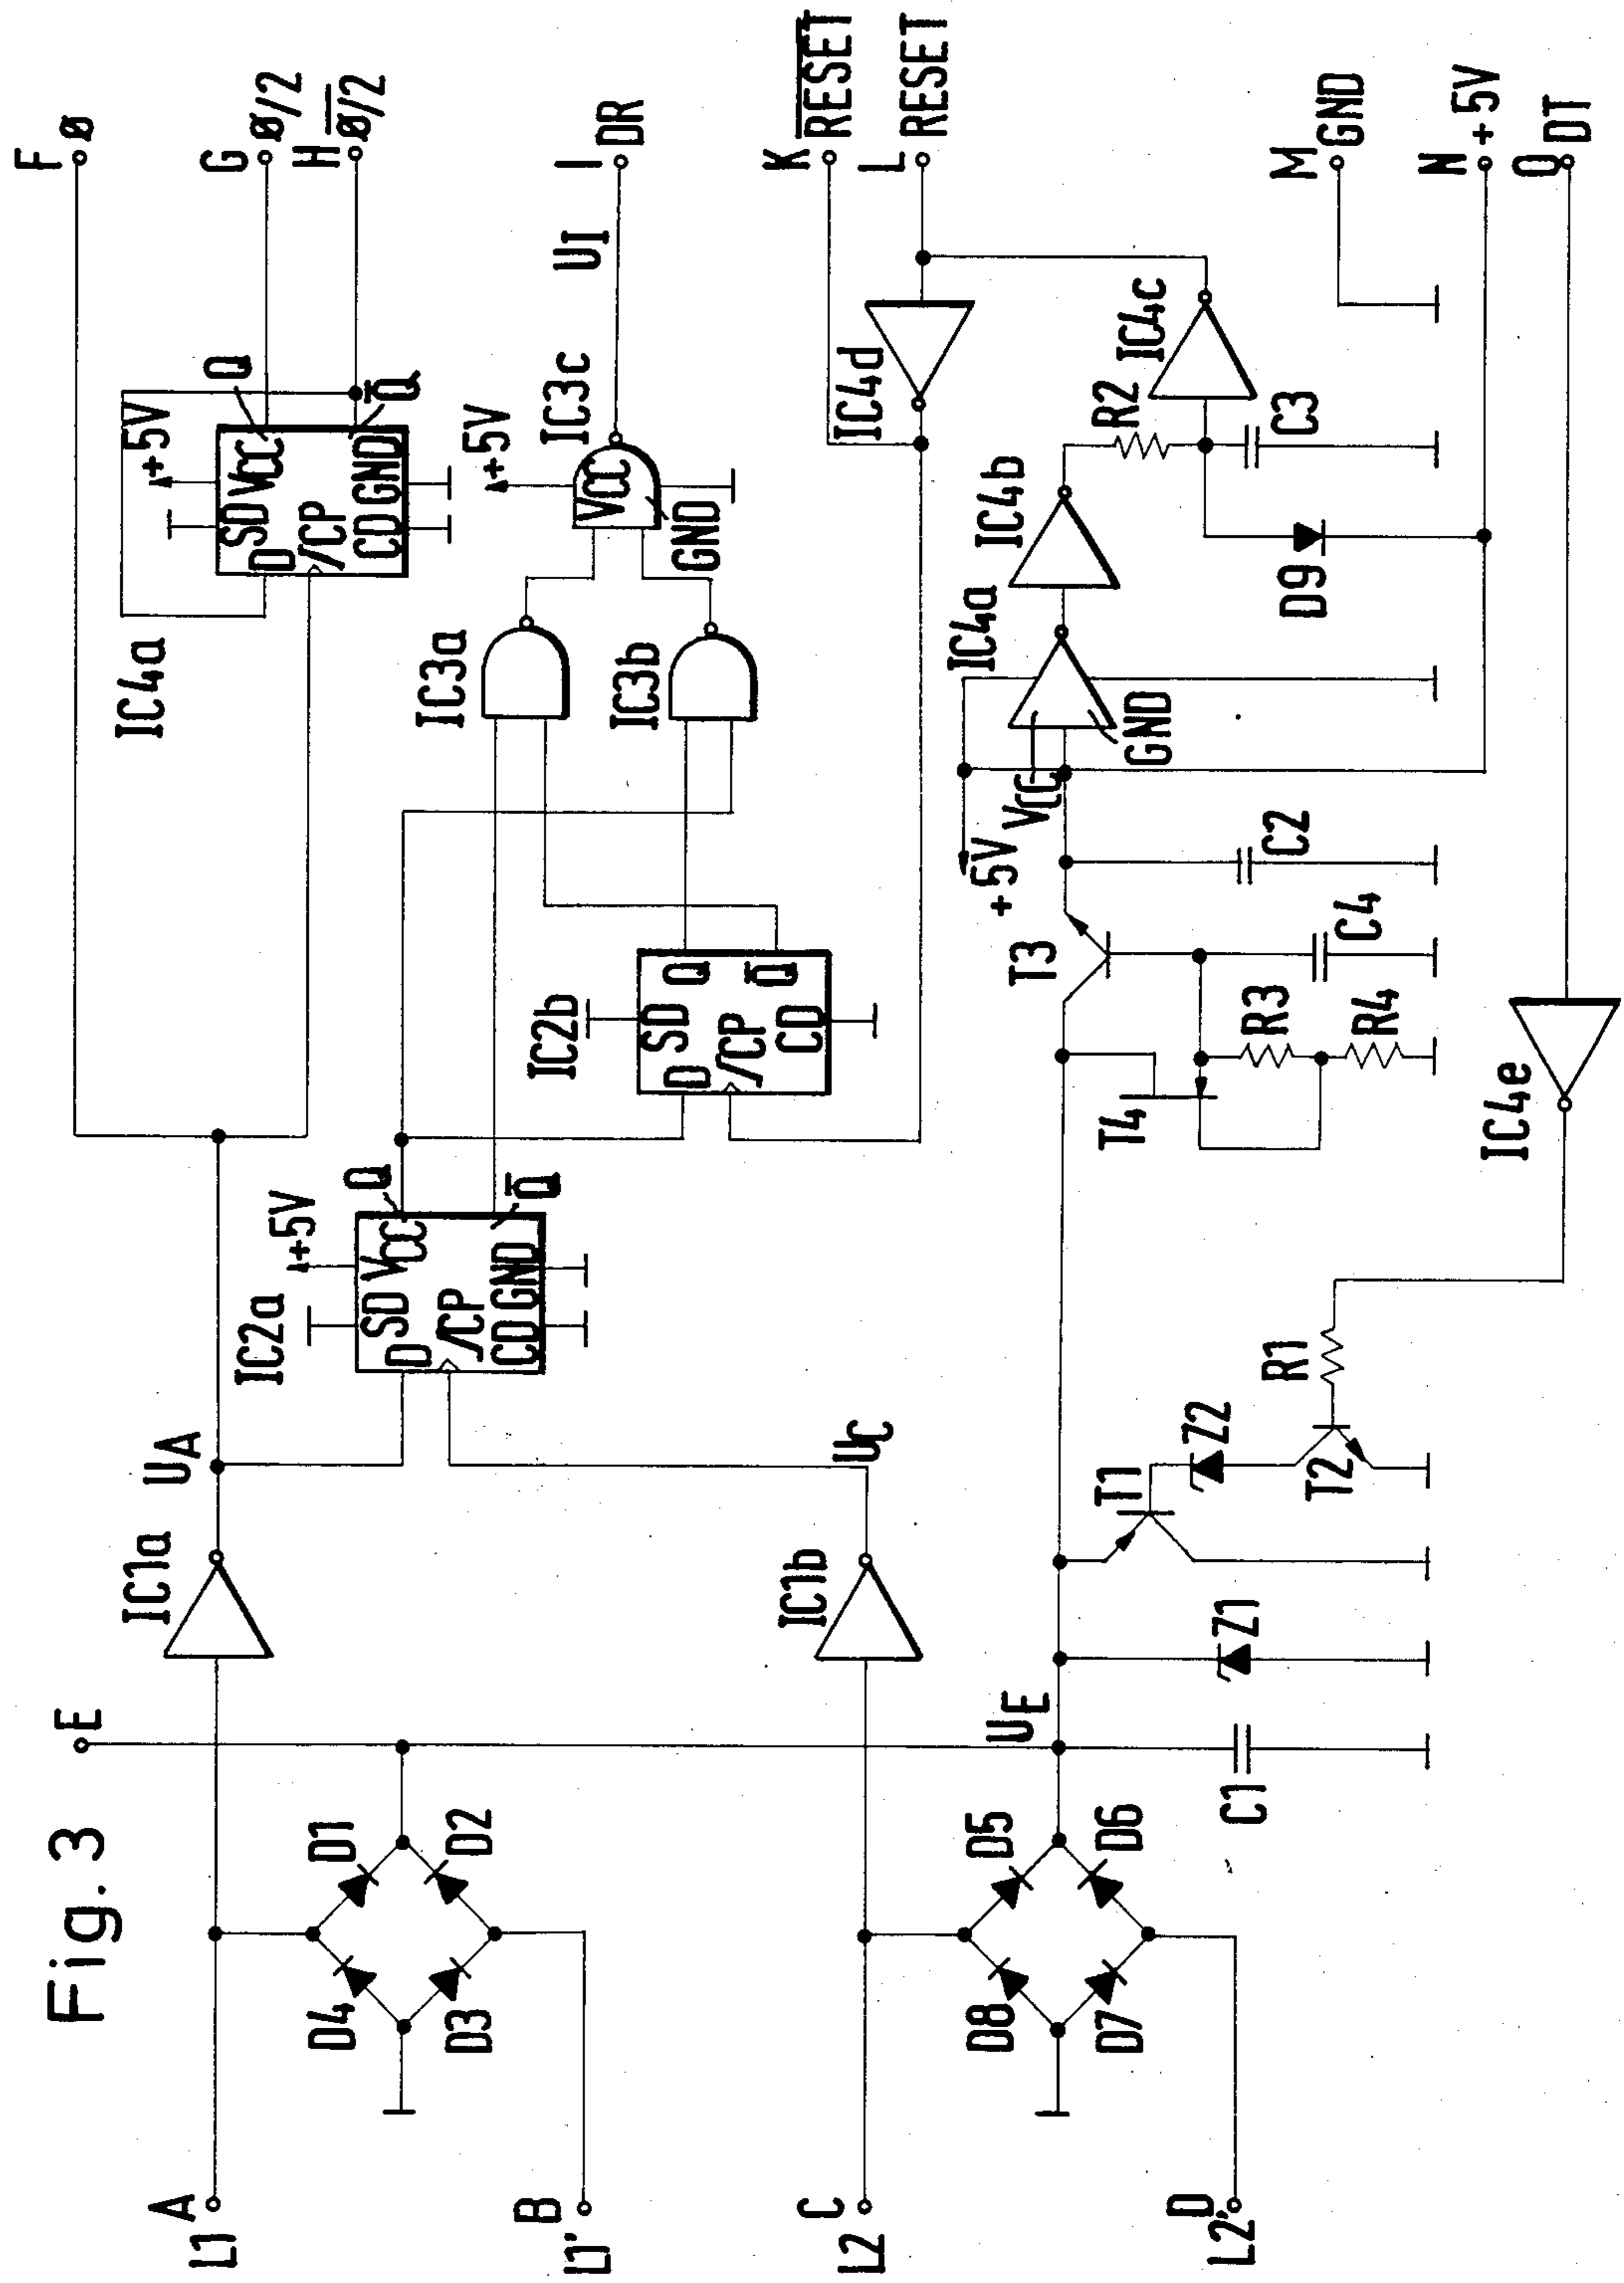 Fig. 3
A
L1
B
L1'
C
L2
D
L2'
E
D1
D2
D3
D4
D5
D6
D7
D8
UE
C1
IC1a
UA
IC1b
UC
Z1
T1
Z2
T2
R1
IC2a
+5V
SD VCC
Q
D
/CP
CD GND
Q̅
IC2b
SD
Q
D
/CP
CD
Q̅
T4
R3
R4
T3
C4
C2
IC4e
IC3a
IC3b
+5V
IC3c
VCC
GND
UI
I
DR
IC4a
+5V
SD VCC
Q
D
/CP
CD GND
Q̅
F
Ø
G
Ø/2
H
Ø̅/2
+5V
VCC
IC4a
GND
IC4b
R2
D9
C3
IC4c
IC4d
K
R̅E̅S̅E̅T̅
L
RESET
M
GND
N
+5V
O
DT